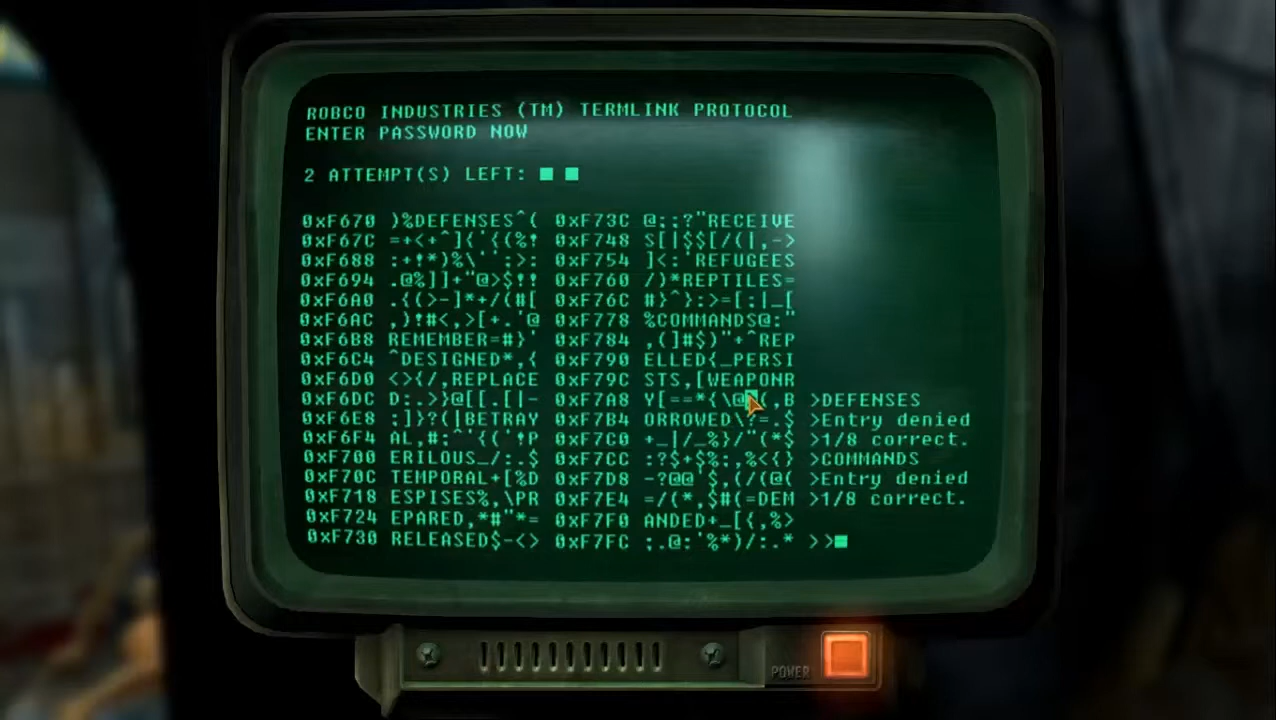 ROBCO INDUSTRIES (TM) TERMLINK PROTOCOL
ENTER PASSWORD NOW
2 ATTEMPT(S) LEFT: ■ ■
0xF670 )%DEFENSES^( 0xF73C @;;?"RECEIVE
0xF67C =+<+^]{'{(%! 0xF748 S[|$$[/(|,->
0xF688 :+!*)%\'':>: 0xF754 ]<:'REFUGEES
0xF694 .@%]]+"@>$!! 0xF760 /)*REPTILES=
0xF6A0 .{(>-]*+/(#[ 0xF76C #}^}:>=[:|_[
0xF6AC ,)!#<,>[+.'@ 0xF778 %COMMANDS@:"
0xF6B8 REMEMBER=#}' 0xF784 ,(]#$)"+^REP
0xF6C4 ^DESIGNED*,{ 0xF790 ELLED{_PERSI
0xF6D0 <>{/,REPLACE 0xF79C STS,[WEAPONR
0xF6DC D:.>}@[[.[|- 0xF7A8 Y[==*{\@ (,B >DEFENSES
0xF6E8 :]}?(|BETRAY 0xF7B4 ORROWED\?=.$ >Entry denied
0xF6F4 AL,#:^'{('!P 0xF7C0 +_|/_%}/"(*$ >1/8 correct.
0xF700 ERILOUS_/:.$ 0xF7CC :?$+$%:,%<{} >COMMANDS
0xF70C TEMPORAL+[%D 0xF7D8 -?@@'$,(/(@( >Entry denied
0xF718 ESPISES%,\PR 0xF7E4 =/(*,$#(=DEM >1/8 correct.
0xF724 EPARED,*#"*= 0xF7F0 ANDED+_[{,%>
0xF730 RELEASED$-<> 0xF7FC ;.@:'%*)/:.* >>■
POWER